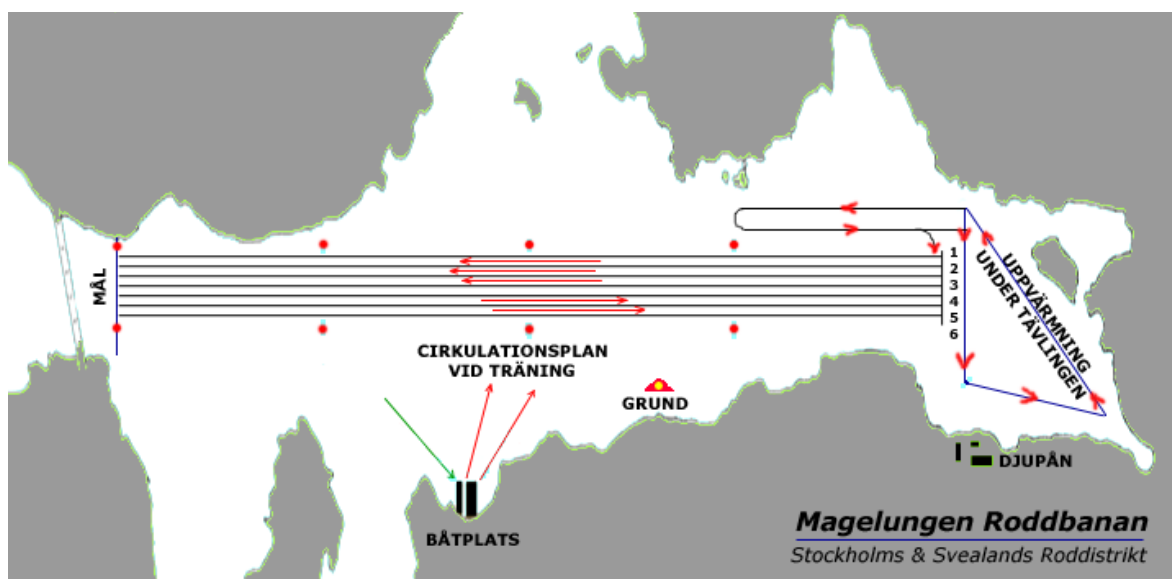 MÅL
1
2
3
4
5
6
UPPVÄRMNING
UNDER TÄVLINGEN
CIRKULATIONSPLAN
VID TRÄNING
GRUND
DJUPÅN
BÅTPLATS
Magelungen Roddbanan
Stockholms & Svealands Roddistrikt